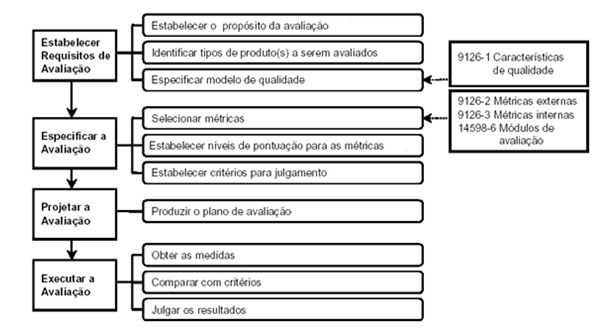 Estabelecer
Requisitos de
Avaliação
Estabelecer o propósito da avaliação
Identificar tipos de produto(s) a serem avaliados
Especificar modelo de qualidade
9126-1 Características
de qualidade
Especificar a
Avaliação
Selecionar métricas
Estabelecer níveis de pontuação para as métricas
Estabelecer critérios para julgamento
9126-2 Métricas externas
9126-3 Métricas internas
14598-6 Módulos de
avaliação
Projetar a
Avaliação
Produzir o plano de avaliação
Executar a
Avaliação
Obter as medidas
Comparar com critérios
Julgar os resultados